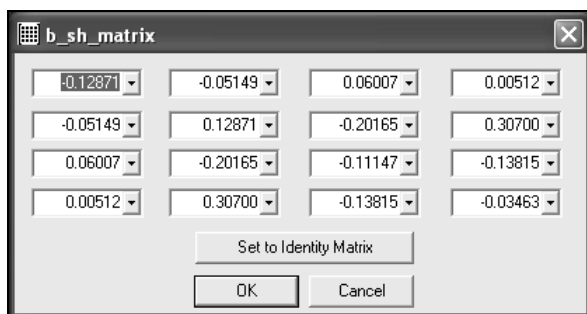 b_sh_matrix
-0.12871 -0.05149 0.06007 0.00512
-0.05149 0.12871 -0.20165 0.30700
0.06007 -0.20165 -0.11147 -0.13815
0.00512 0.30700 -0.13815 -0.03463
Set to Identity Matrix
OK Cancel